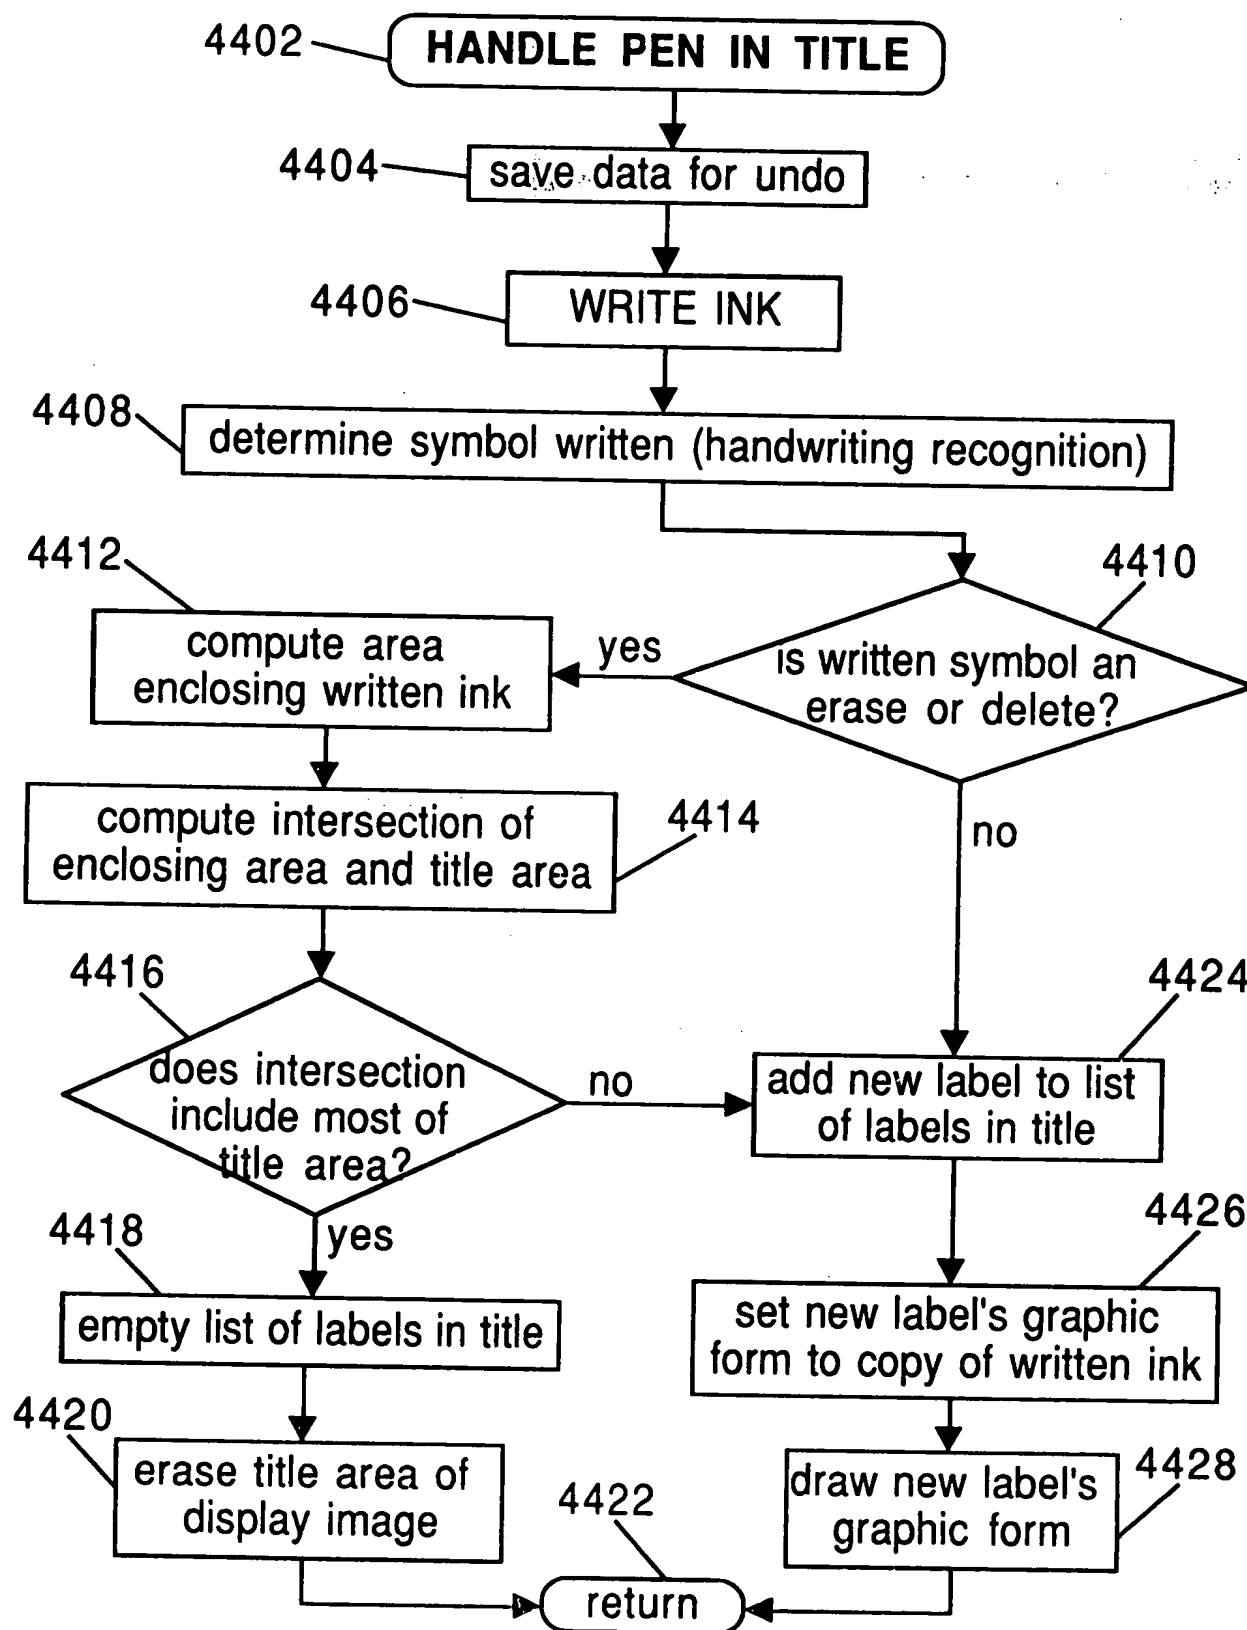 4402
HANDLE PEN IN TITLE
4404
save data for undo
4406
WRITE INK
4408
determine symbol written (handwriting recognition)
4410
is written symbol an
erase or delete?
yes
no
4412
compute area
enclosing written ink
4414
compute intersection of
enclosing area and title area
4416
does intersection
include most of
title area?
no
yes
4418
empty list of labels in title
4420
erase title area of
display image
4422
return
4424
add new label to list
of labels in title
4426
set new label's graphic
form to copy of written ink
4428
draw new label's
graphic form